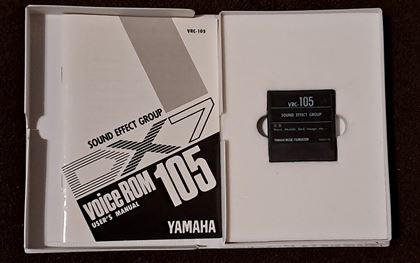 VRC-105
SOUND EFFECT GROUP
DX7
Voice ROM 105
USER'S MANUAL
YAMAHA
VRC-105
SOUND EFFECT GROUP
YAMAHA MUSIC FOUNDATION